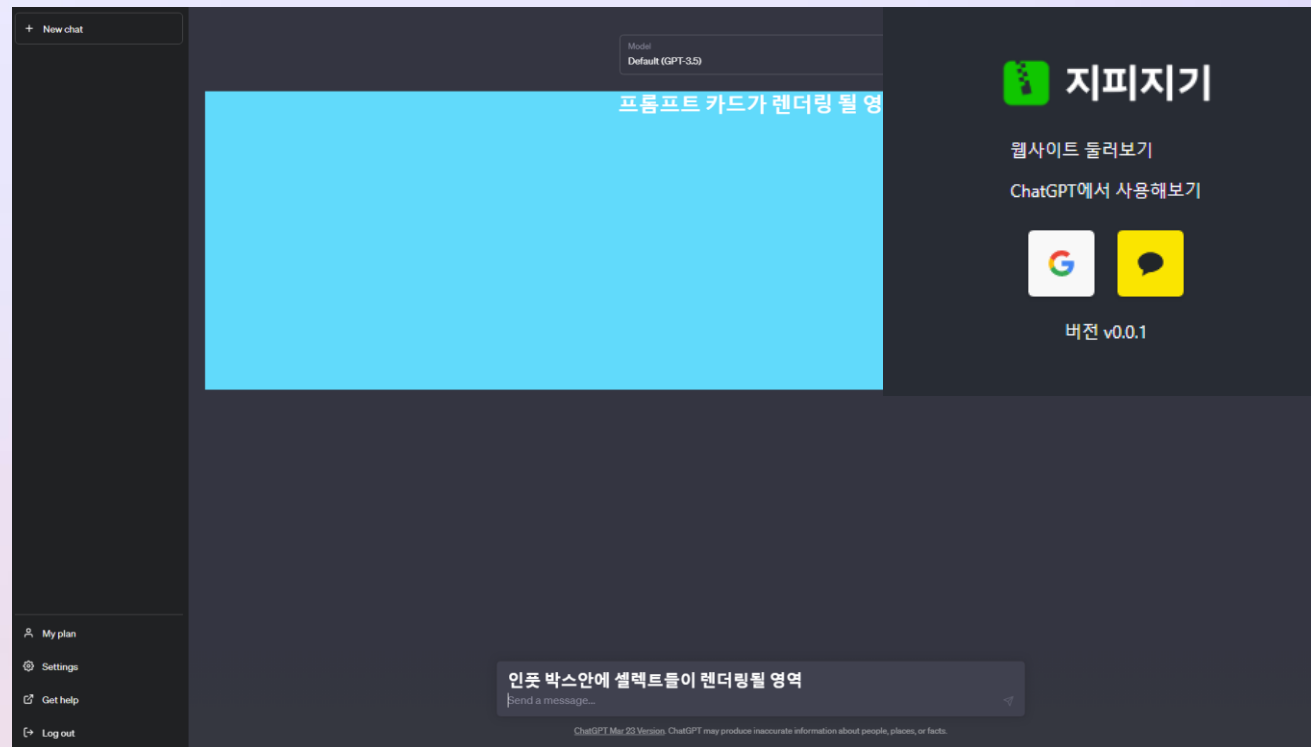 + New chat
Model
Default (GPT-3.5)
프롬프트 카드가 렌더링 될 영
지피지기
웹사이트 둘러보기
ChatGPT에서 사용해보기
버전 v0.0.1
My plan
Settings
Get help
Log out
인풋 박스안에 셀렉트들이 렌더링될 영역
Send a message...
ChatGPT Mar 23 Version. ChatGPT may produce inaccurate information about people, places, or facts.